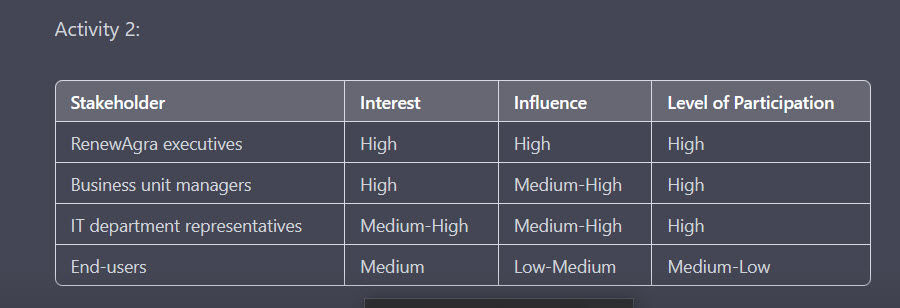 Activity 2:
Stakeholder Interest Influence Level of Participation
RenewAgra executives High High High
Business unit managers High Medium-High High
IT department representatives Medium-High Medium-High High
End-users Medium Low-Medium Medium-Low